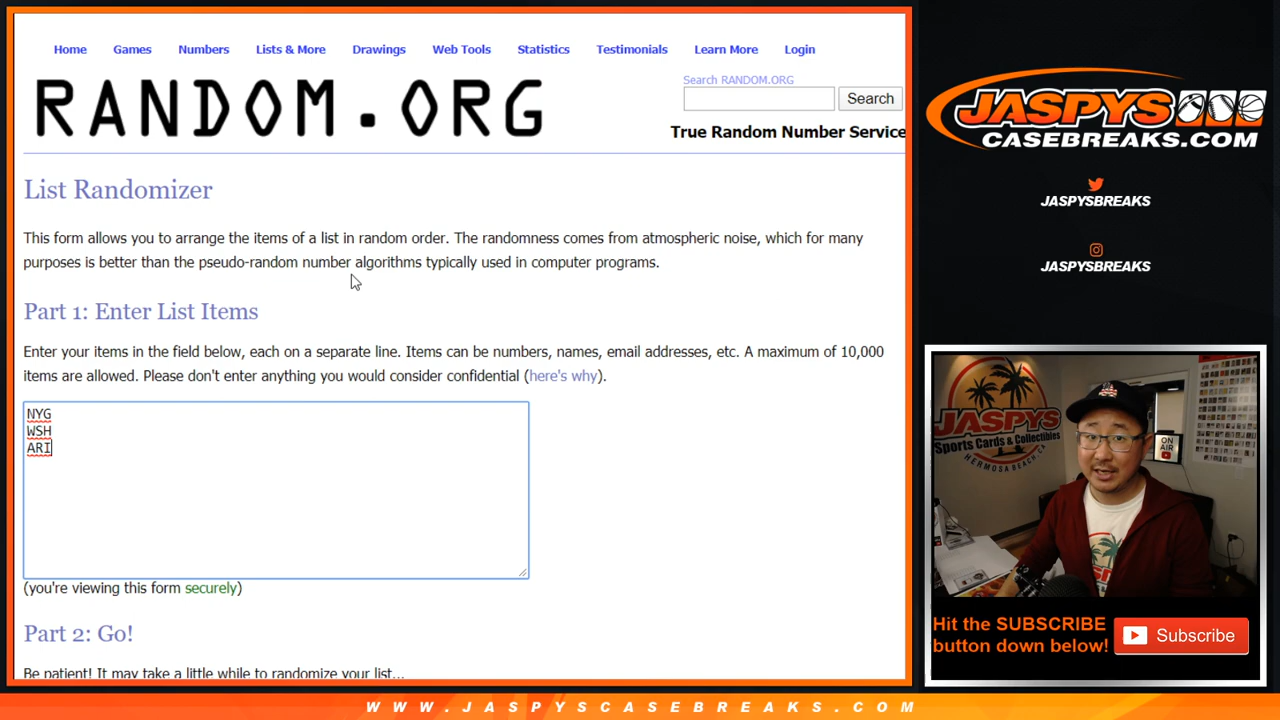 Home Games Numbers Lists & More Drawings Web Tools Statistics Testimonials Learn More Login
RANDOM.ORG
Search RANDOM.ORG
Search
True Random Number Service
List Randomizer
This form allows you to arrange the items of a list in random order. The randomness comes from atmospheric noise, which for many
purposes is better than the pseudo-random number algorithms typically used in computer programs.
Part 1: Enter List Items
Enter your items in the field below, each on a separate line. Items can be numbers, names, email addresses, etc. A maximum of 10,000
items are allowed. Please don't enter anything you would consider confidential (here's why).
NYG
WSH
ARI
(you're viewing this form securely)
Part 2: Go!
Be patient! It may take a little while to randomize your list...
JASPYS
CASEBREAKS.COM
JASPYSBREAKS
JASPYSBREAKS
JASPYS
Sports Cards & Collectibles
HERMOSA BEACH, CA
ON
AIR
Hit the SUBSCRIBE
button down below!
Subscribe
WWW.JASPYSCASEBREAKS.COM